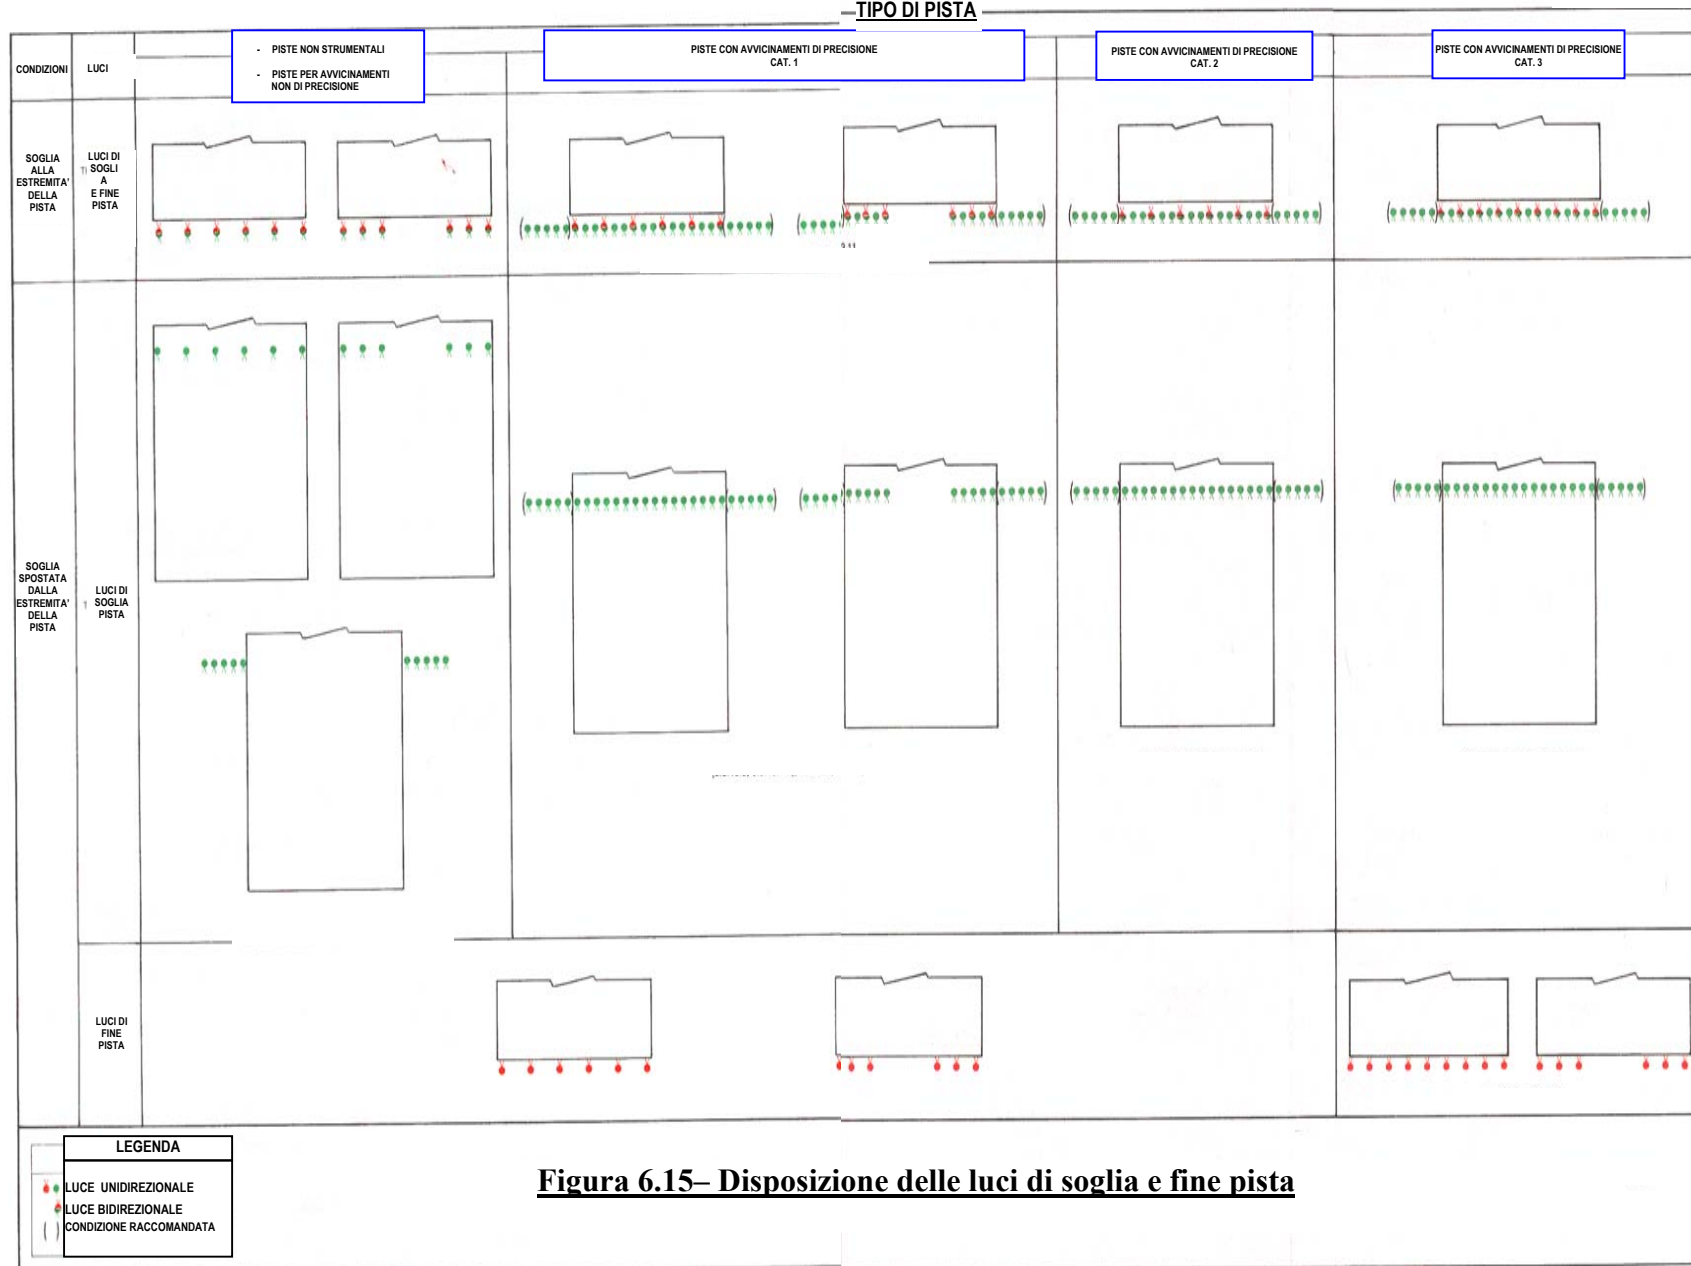 TIPO DI PISTA
CONDIZIONI
LUCI
- PISTE NON STRUMENTALI
- PISTE PER AVVICINAMENTI
NON DI PRECISIONE
PISTE CON AVVICINAMENTI DI PRECISIONE
CAT. 1
PISTE CON AVVICINAMENTI DI PRECISIONE
CAT. 2
PISTE CON AVVICINAMENTI DI PRECISIONE
CAT. 3
SOGLIA
ALLA
ESTREMITA'
DELLA
PISTA
LUCI DI
SOGLI
A
E FINE
PISTA
SOGLIA
SPOSTATA
DALLA
ESTREMITA'
DELLA
PISTA
LUCI DI
SOGLIA
PISTA
LUCI DI
FINE
PISTA
LEGENDA
LUCE UNIDIREZIONALE
LUCE BIDIREZIONALE
( ) CONDIZIONE RACCOMANDATA
Figura 6.15– Disposizione delle luci di soglia e fine pista